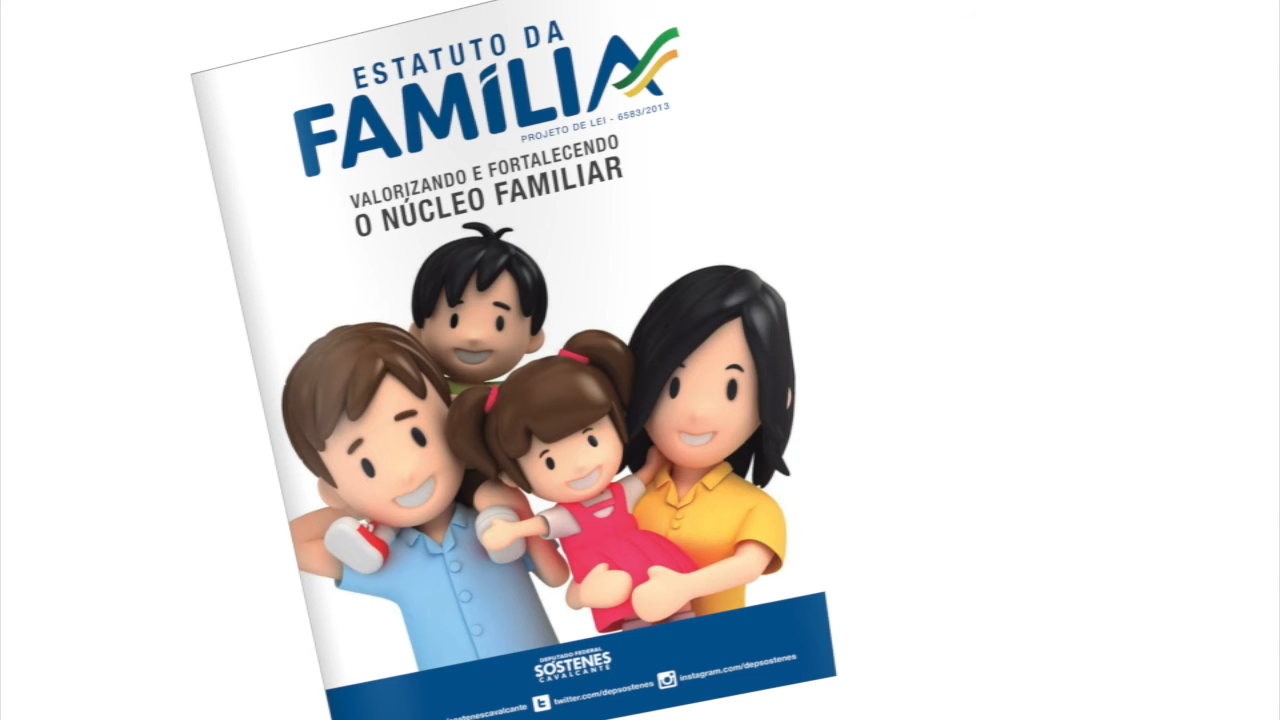 ESTATUTO DA
FAMÍLIA
PROJETO DE LEI - 6583/2013
VALORIZANDO E FORTALECENDO
O NÚCLEO FAMILIAR
DEPUTADO FEDERAL
SÓSTENES
CAVALCANTE
sostenescavalcante twitter.com/depsostenes instagram.com/depsostenes